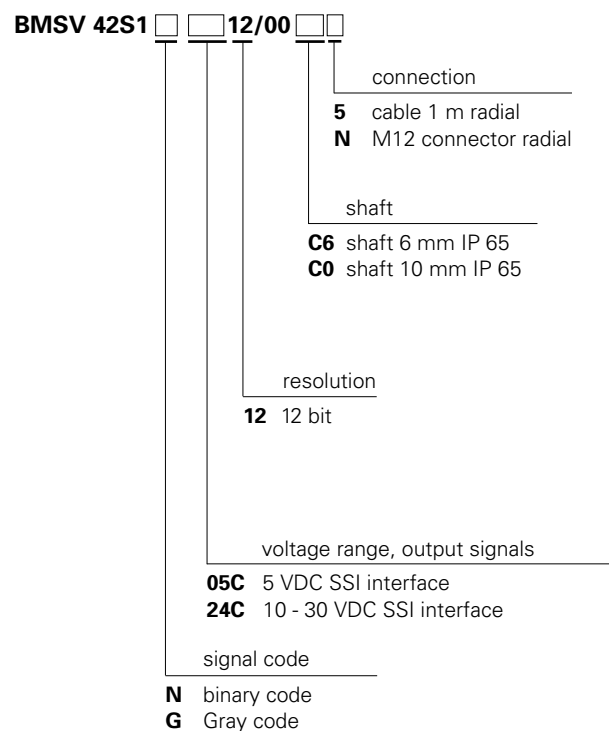 BMSV 42S1 12/00
connection
5 cable 1 m radial
N M12 connector radial
shaft
C6 shaft 6 mm IP 65
C0 shaft 10 mm IP 65
resolution
12 12 bit
voltage range, output signals
05C 5 VDC SSI interface
24C 10 - 30 VDC SSI interface
signal code
N binary code
G Gray code